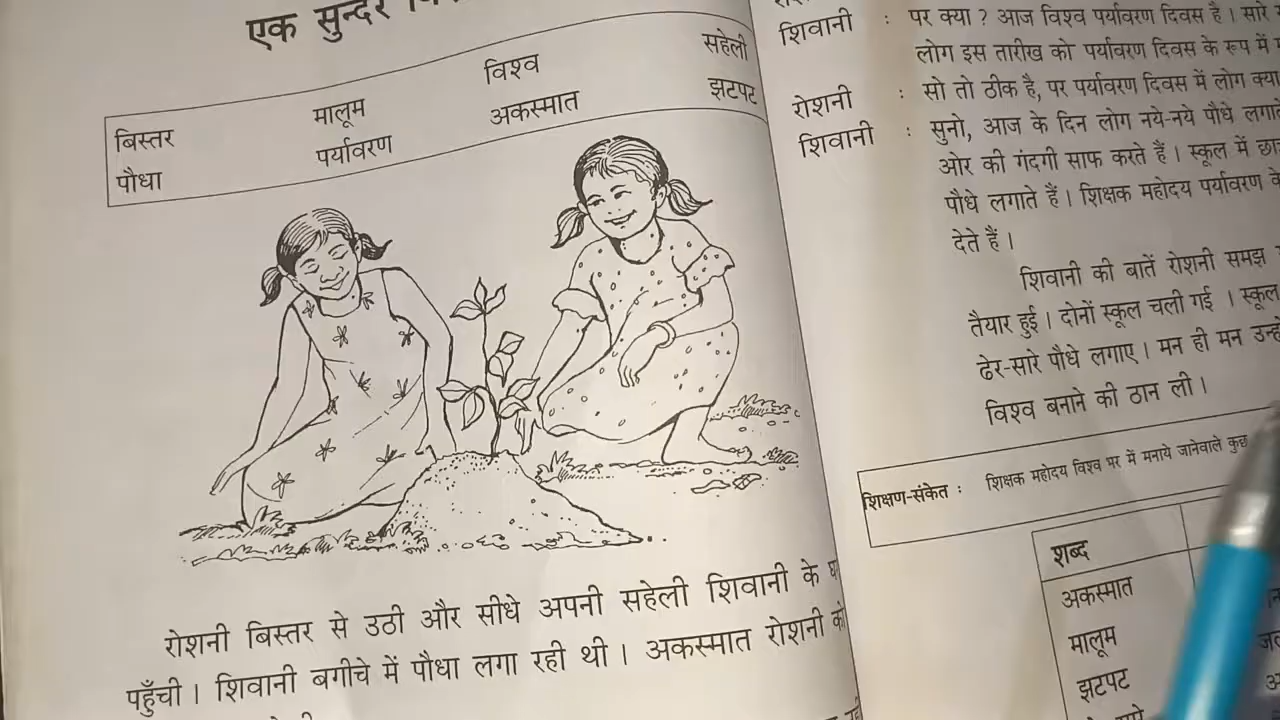 एक सुन्दर
बिस्तर मालूम विश्व सहेली
पौधा पर्यावरण अकस्मात झटपट
रोशनी बिस्तर से उठी और सीधे अपनी सहेली शिवानी के
पहुँची । शिवानी बगीचे में पौधा लगा रही थी । अकस्मात रोशनी को
शिवानी : पर क्या ? आज विश्व पर्यावरण दिवस है । सारे
लोग इस तारीख को पर्यावरण दिवस के रूप में
रोशनी : सो तो ठीक है, पर पर्यावरण दिवस में लोग क्या
शिवानी : सुनो, आज के दिन लोग नये-नये पौधे
ओर की गंदगी साफ करते हैं । स्कूल में
पौधे लगाते हैं । शिक्षक महोदय पर्यावरण
देते हैं ।
शिवानी की बातें रोशनी समझ
तैयार हुई । दोनों स्कूल चली गई । स्कूल
ढेर-सारे पौधे लगाए । मन ही मन
विश्व बनाने की ठान ली ।
शिक्षण-संकेत : शिक्षक महोदय विश्व भर में मनाये जानेवाले कुछ
शब्द
अकस्मात
मालूम
झटपट